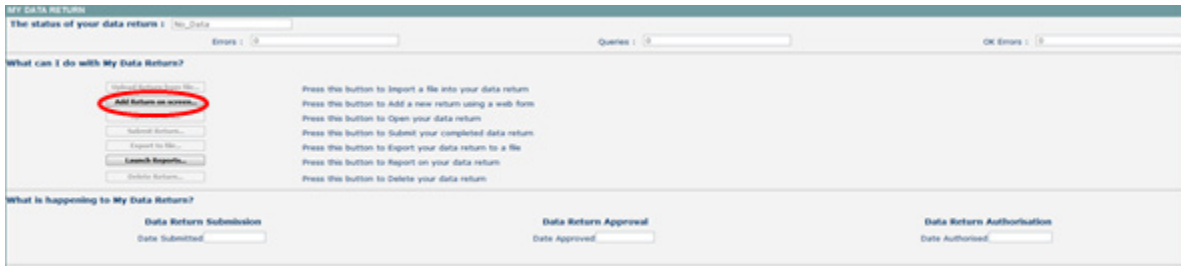 MY DATA RETURN
The status of your data return : No_Data
Errors : 0 Queries : 0 OK Errors : 0
What can I do with My Data Return?
Upload Return from file... Press this button to Import a file into your data return
Add Return on screen... Press this button to Add a new return using a web form
Press this button to Open your data return
Submit Return... Press this button to Submit your completed data return
Export to file... Press this button to Export your data return to a file
Launch Reports... Press this button to Report on your data return
Delete Return... Press this button to Delete your data return
What is happening to My Data Return?
Data Return Submission Data Return Approval Data Return Authorisation
Date Submitted Date Approved Date Authorised